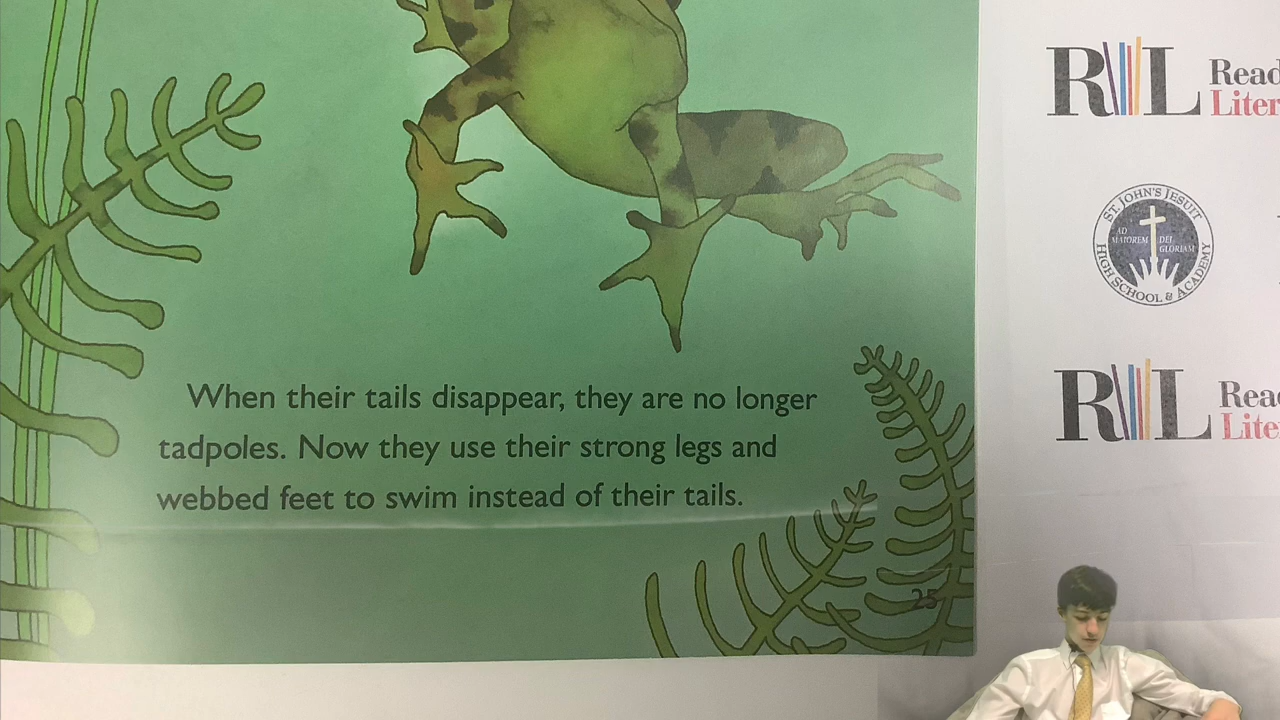 When their tails disappear, they are no longer
tadpoles. Now they use their strong legs and
webbed feet to swim instead of their tails.
25
R L Read
Liter
ST. JOHN'S JESUIT
AD MAIOREM DEI GLORIAM
HIGH SCHOOL & ACADEMY
R L Read
Lite